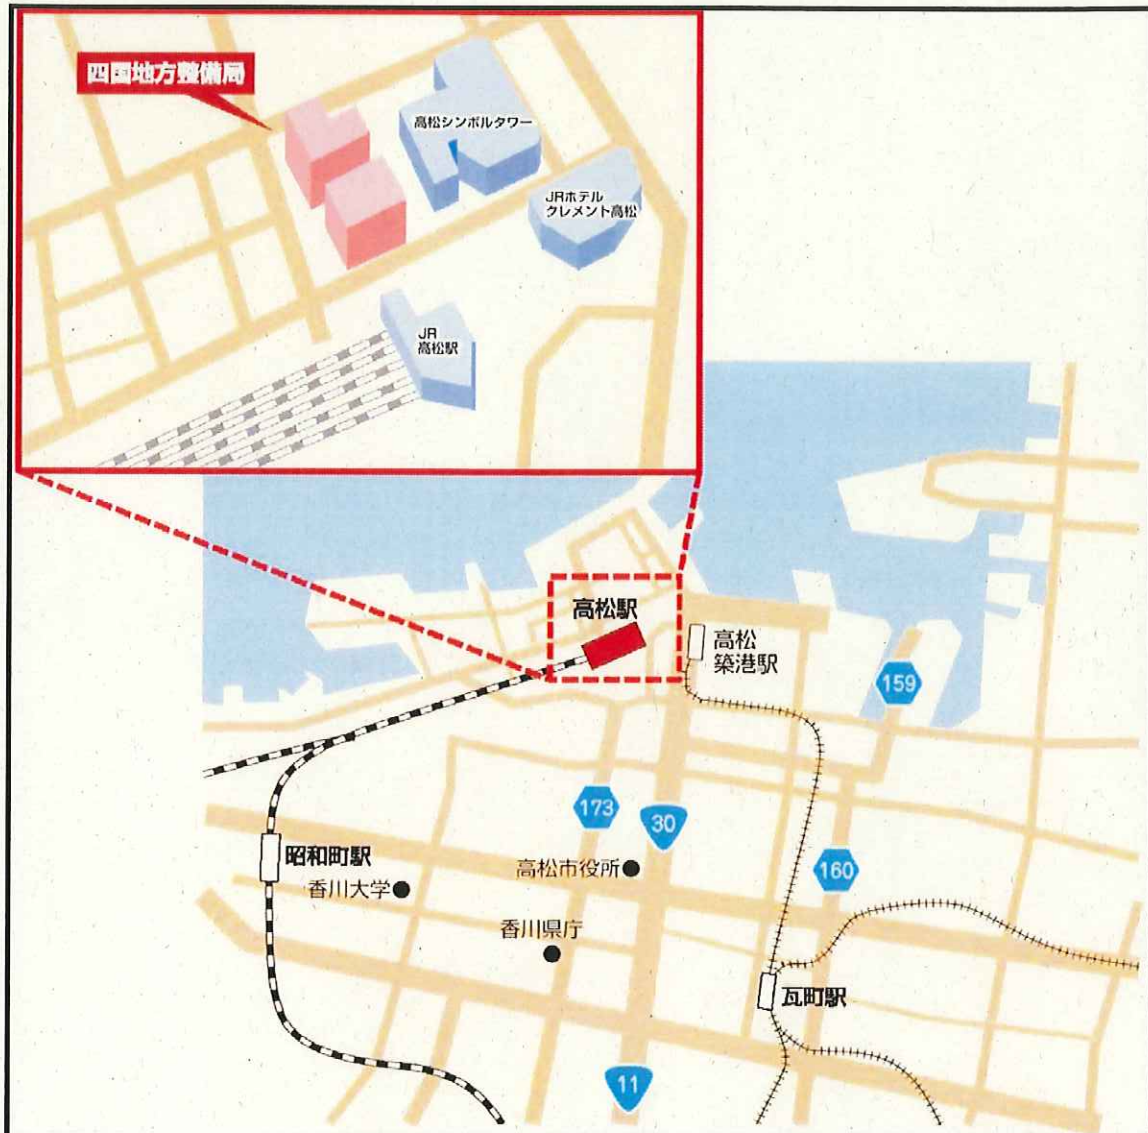 四国地方整備局
高松シンボルタワー
JRホテル
クレメント高松
JR
高松駅
高松駅
高松
築港駅
159
173
30
昭和町駅
高松市役所
160
香川大学
香川県庁
瓦町駅
11